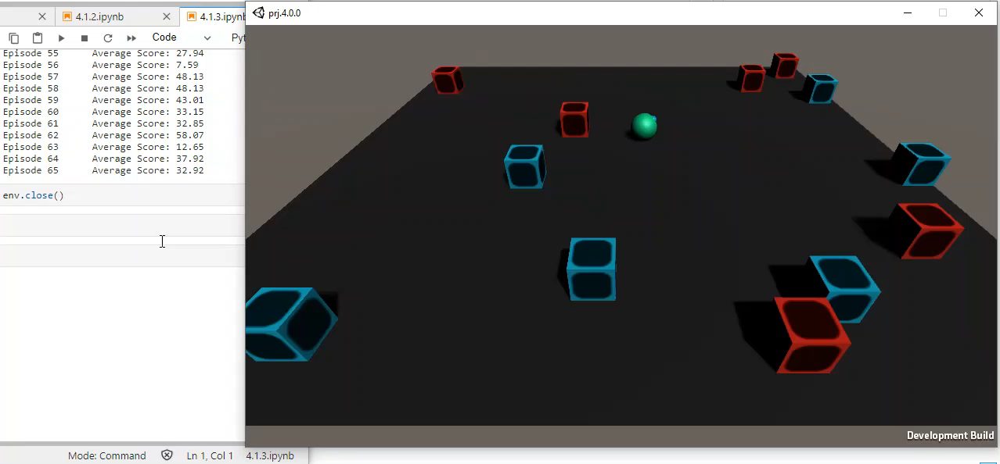 4.1.2.ipynb
4.1.3.ipynb
prj.4.0.0
Code
Episode 55 Average Score: 27.94
Episode 56 Average Score: 7.59
Episode 57 Average Score: 48.13
Episode 58 Average Score: 48.13
Episode 59 Average Score: 43.01
Episode 60 Average Score: 33.15
Episode 61 Average Score: 32.85
Episode 62 Average Score: 58.07
Episode 63 Average Score: 12.65
Episode 64 Average Score: 37.92
Episode 65 Average Score: 32.92
env.close()
Development Build
Mode: Command Ln 1, Col 1 4.1.3.ipynb